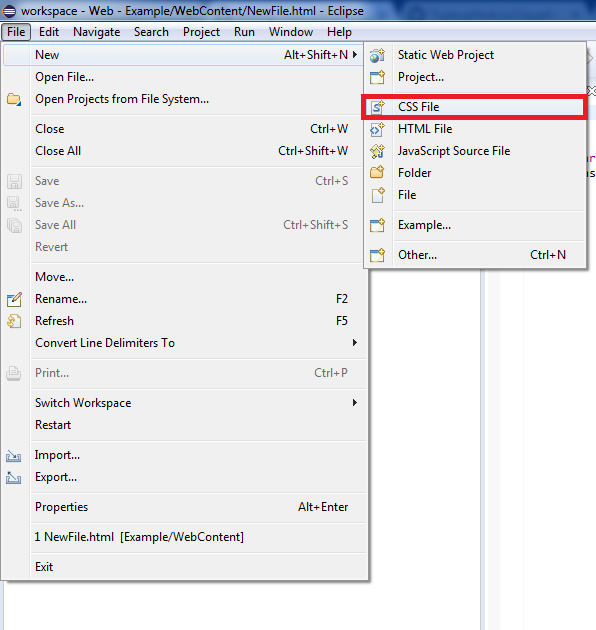 workspace - Web - Example/WebContent/NewFile.html - Eclipse
File Edit Navigate Search Project Run Window Help
New Alt+Shift+N
Open File...
Open Projects from File System...
Close Ctrl+W
Close All Ctrl+Shift+W
Save Ctrl+S
Save As...
Save All Ctrl+Shift+S
Revert
Move...
Rename... F2
Refresh F5
Convert Line Delimiters To
Print... Ctrl+P
Switch Workspace
Restart
Import...
Export...
Properties Alt+Enter
1 NewFile.html [Example/WebContent]
Exit
Static Web Project
Project...
CSS File
HTML File
JavaScript Source File
Folder
File
Example...
Other... Ctrl+N